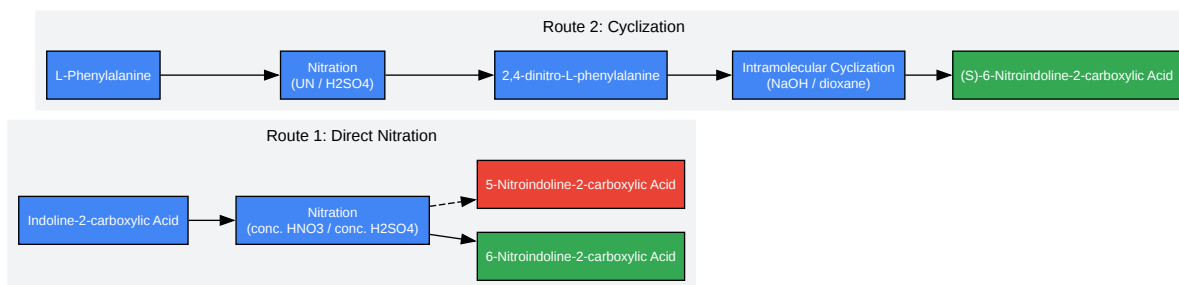 Route 2: Cyclization
L-Phenylalanine
Nitration
(UN / H2SO4)
2,4-dinitro-L-phenylalanine
Intramolecular Cyclization
(NaOH / dioxane)
(S)-6-Nitroindoline-2-carboxylic Acid
Route 1: Direct Nitration
Indoline-2-carboxylic Acid
Nitration
(conc. HNO3 / conc. H2SO4)
5-Nitroindoline-2-carboxylic Acid
6-Nitroindoline-2-carboxylic Acid